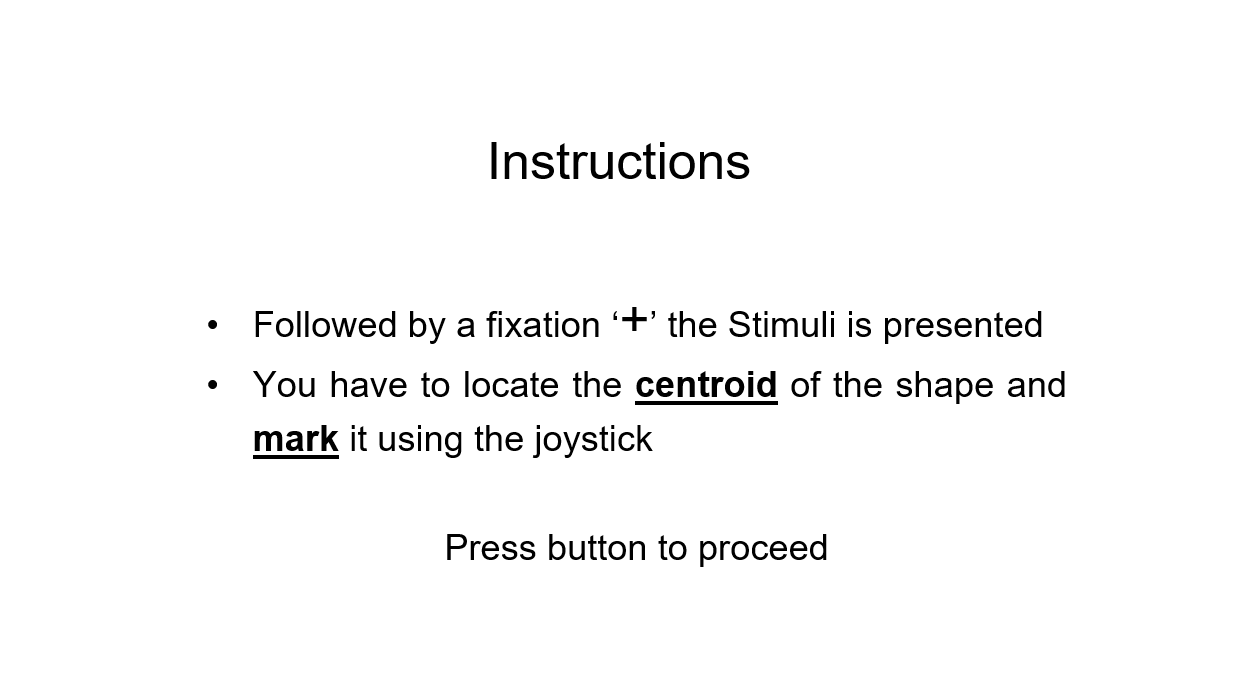 Instructions
• Followed by a fixation ‘+’ the Stimuli is presented
• You have to locate the centroid of the shape and
mark it using the joystick
Press button to proceed